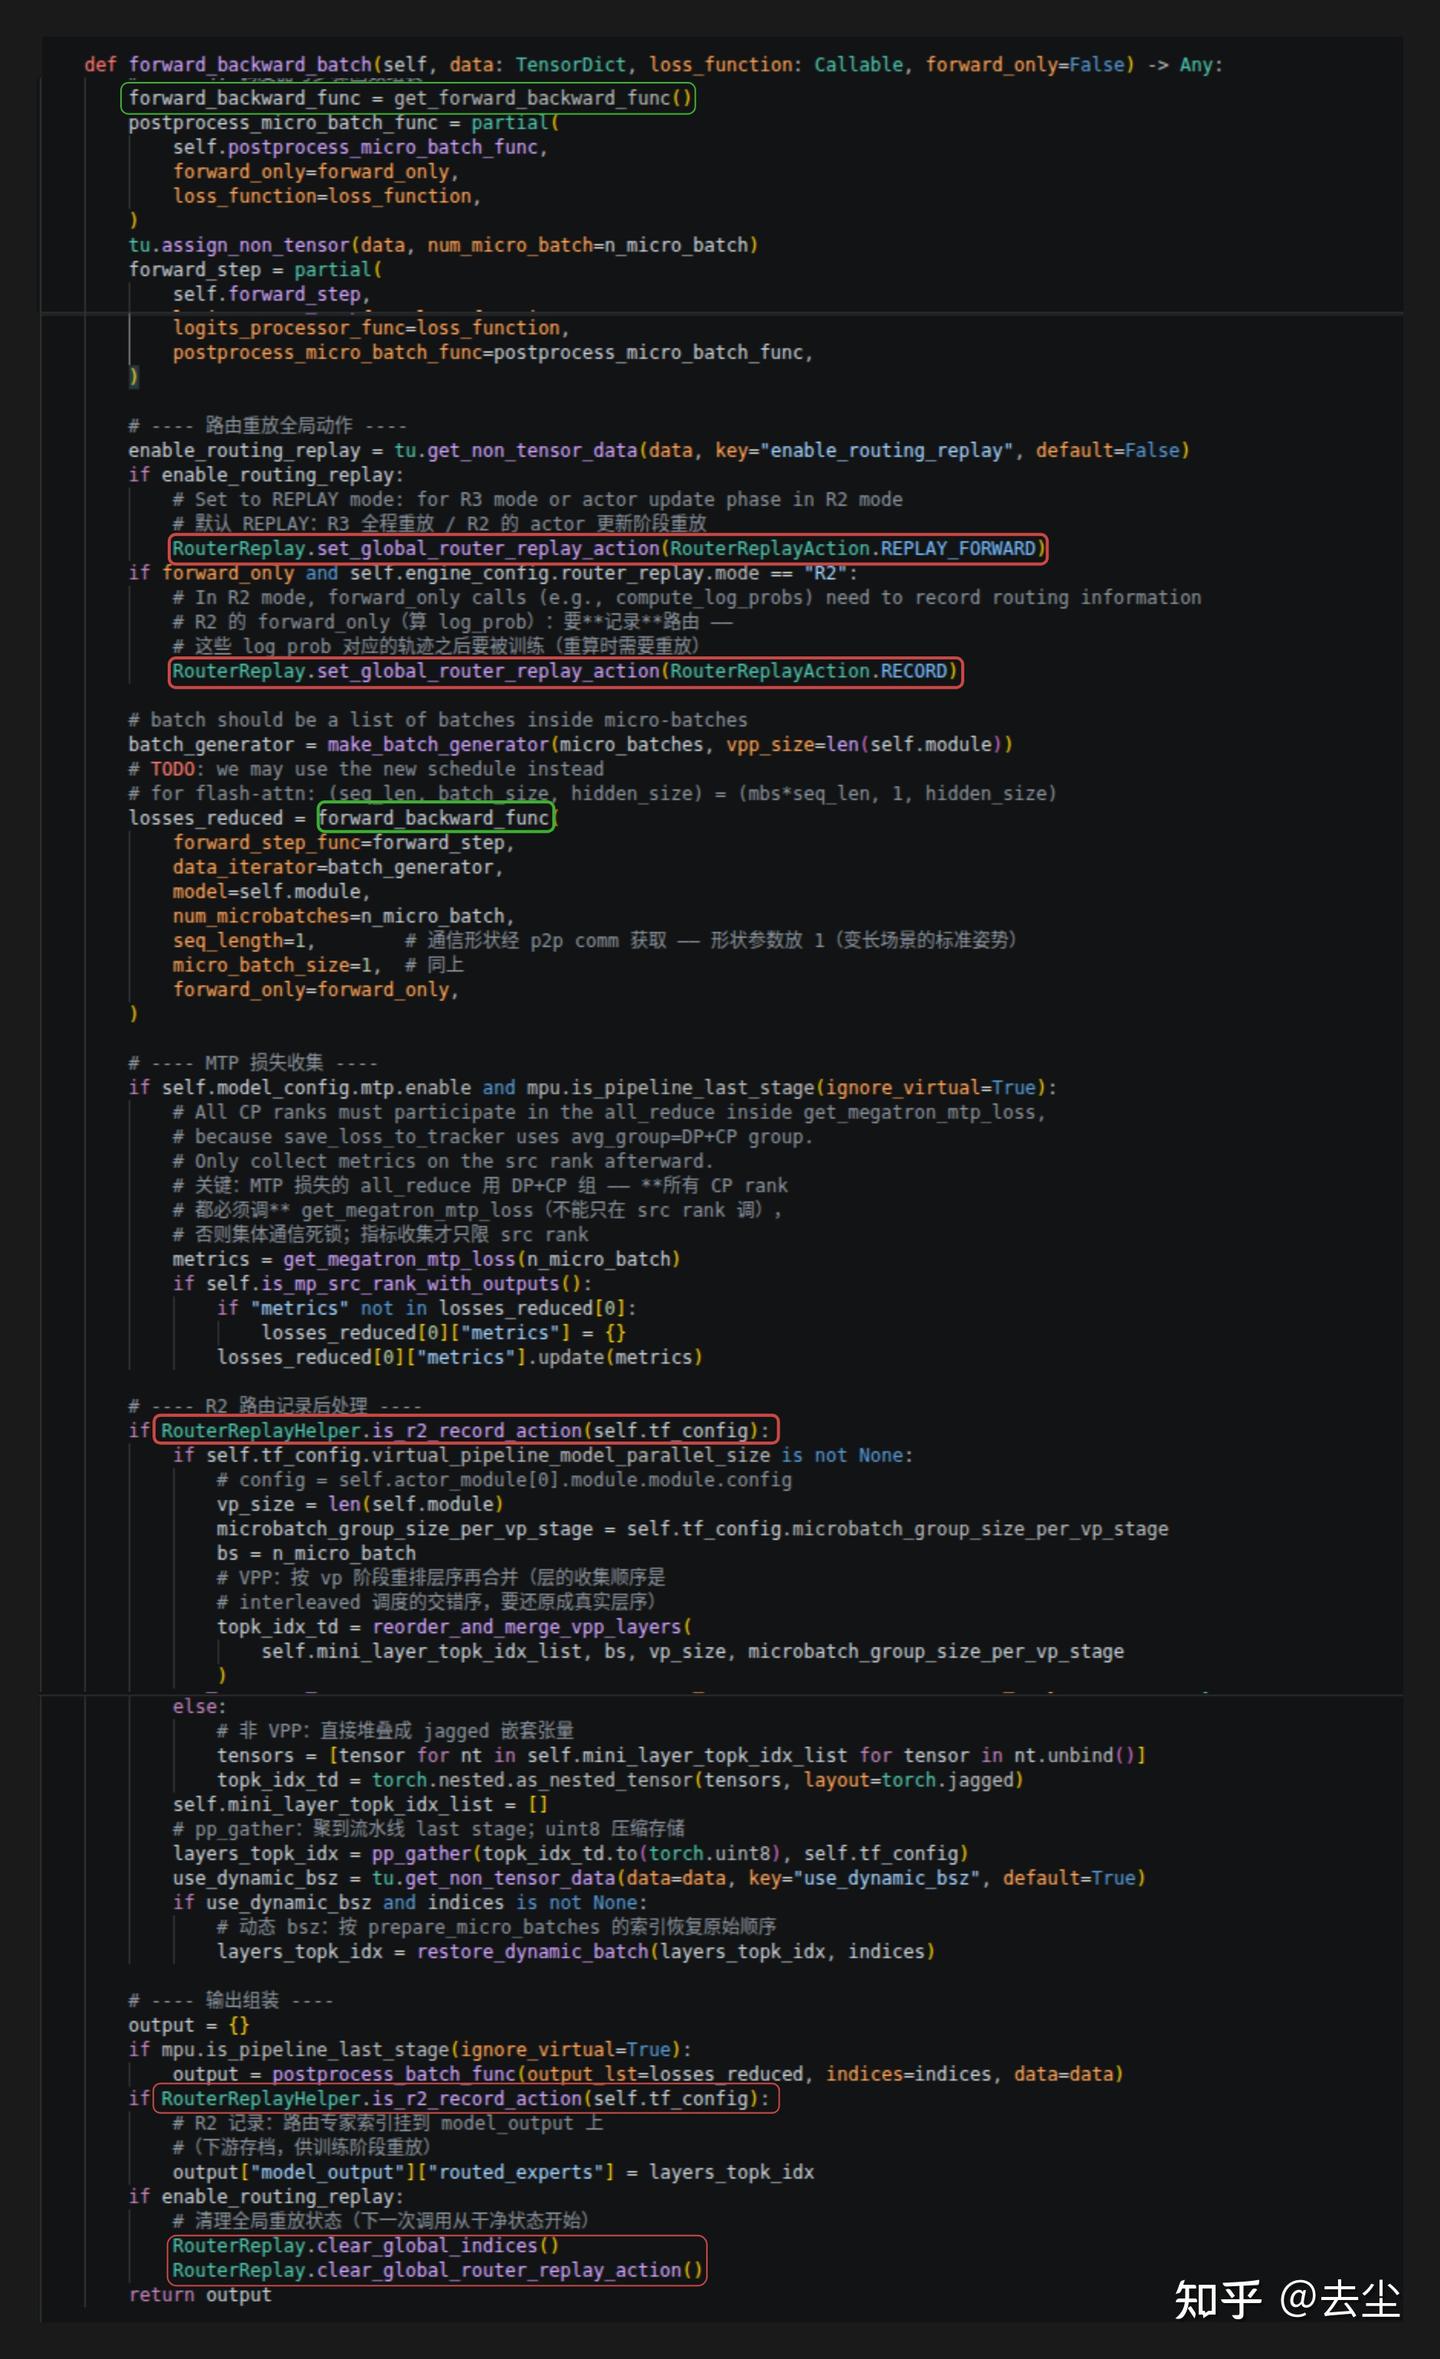 def forward_backward_batch(self, data: TensorDict, loss_function: Callable, forward_only=False) -> Any:
forward_backward_func = get_forward_backward_func()
postprocess_micro_batch_func = partial(
self.postprocess_micro_batch_func,
forward_only=forward_only,
loss_function=loss_function,
)
tu.assign_non_tensor(data, num_micro_batch=n_micro_batch)
forward_step = partial(
self.forward_step,
logits_processor_func=loss_function,
postprocess_micro_batch_func=postprocess_micro_batch_func,
)
# ---- 路由重放全局动作 ----
enable_routing_replay = tu.get_non_tensor_data(data, key="enable_routing_replay", default=False)
if enable_routing_replay:
# Set to REPLAY mode: for R3 mode or actor update phase in R2 mode
# 默认 REPLAY：R3 全程重放 / R2 的 actor 更新阶段重放
RouterReplay.set_global_router_replay_action(RouterReplayAction.REPLAY_FORWARD)
if forward_only and self.engine_config.router_replay.mode == "R2":
# In R2 mode, forward_only calls (e.g., compute_log_probs) need to record routing information
# R2 的 forward_only（算 log_prob）：要**记录**路由 ——
# 这些 log_prob 对应的轨迹之后要被训练（重算时需要重放）
RouterReplay.set_global_router_replay_action(RouterReplayAction.RECORD)
# batch should be a list of batches inside micro-batches
batch_generator = make_batch_generator(micro_batches, vpp_size=len(self.module))
# TODO: we may use the new schedule instead
# for flash-attn: (seq_len, batch_size, hidden_size) = (mbs*seq_len, 1, hidden_size)
losses_reduced = forward_backward_func(
forward_step_func=forward_step,
data_iterator=batch_generator,
model=self.module,
num_microbatches=n_micro_batch,
seq_length=1, # 通信形状经 p2p comm 获取 —— 形状参数放 1（变长场景的标准姿势）
micro_batch_size=1, # 同上
forward_only=forward_only,
)
# ---- MTP 损失收集 ----
if self.model_config.mtp.enable and mpu.is_pipeline_last_stage(ignore_virtual=True):
# All CP ranks must participate in the all_reduce inside get_megatron_mtp_loss,
# because save_loss_to_tracker uses avg_group=DP+CP group.
# Only collect metrics on the src rank afterward.
# 关键：MTP 损失的 all_reduce 用 DP+CP 组 —— **所有 CP rank
# 都必须调** get_megatron_mtp_loss（不能只在 src rank 调），
# 否则集体通信死锁；指标收集才只限 src rank
metrics = get_megatron_mtp_loss(n_micro_batch)
if self.is_mp_src_rank_with_outputs():
if "metrics" not in losses_reduced[0]:
losses_reduced[0]["metrics"] = {}
losses_reduced[0]["metrics"].update(metrics)
# ---- R2 路由记录后处理 ----
if RouterReplayHelper.is_r2_record_action(self.tf_config):
if self.tf_config.virtual_pipeline_model_parallel_size is not None:
# config = self.actor_module[0].module.module.config
vp_size = len(self.module)
microbatch_group_size_per_vp_stage = self.tf_config.microbatch_group_size_per_vp_stage
bs = n_micro_batch
# VPP：按 vp 阶段重排层序再合并（层的收集顺序是
# interleaved 调度的交错序，要还原成真实层序）
topk_idx_td = reorder_and_merge_vpp_layers(
self.mini_layer_topk_idx_list, bs, vp_size, microbatch_group_size_per_vp_stage
)
else:
# 非 VPP：直接堆叠成 jagged 嵌套张量
tensors = [tensor for nt in self.mini_layer_topk_idx_list for tensor in nt.unbind()]
topk_idx_td = torch.nested.as_nested_tensor(tensors, layout=torch.jagged)
self.mini_layer_topk_idx_list = []
# pp_gather：聚到流水线 last stage；uint8 压缩存储
layers_topk_idx = pp_gather(topk_idx_td.to(torch.uint8), self.tf_config)
use_dynamic_bsz = tu.get_non_tensor_data(data=data, key="use_dynamic_bsz", default=True)
if use_dynamic_bsz and indices is not None:
# 动态 bsz：按 prepare_micro_batches 的索引恢复原始顺序
layers_topk_idx = restore_dynamic_batch(layers_topk_idx, indices)
# ---- 输出组装 ----
output = {}
if mpu.is_pipeline_last_stage(ignore_virtual=True):
output = postprocess_batch_func(output_lst=losses_reduced, indices=indices, data=data)
if RouterReplayHelper.is_r2_record_action(self.tf_config):
# R2 记录：路由专家索引挂到 model_output 上
#（下游存档，供训练阶段重放）
output["model_output"]["routed_experts"] = layers_topk_idx
if enable_routing_replay:
# 清理全局重放状态（下一次调用从干净状态开始）
RouterReplay.clear_global_indices()
RouterReplay.clear_global_router_replay_action()
return output
知乎 @去尘